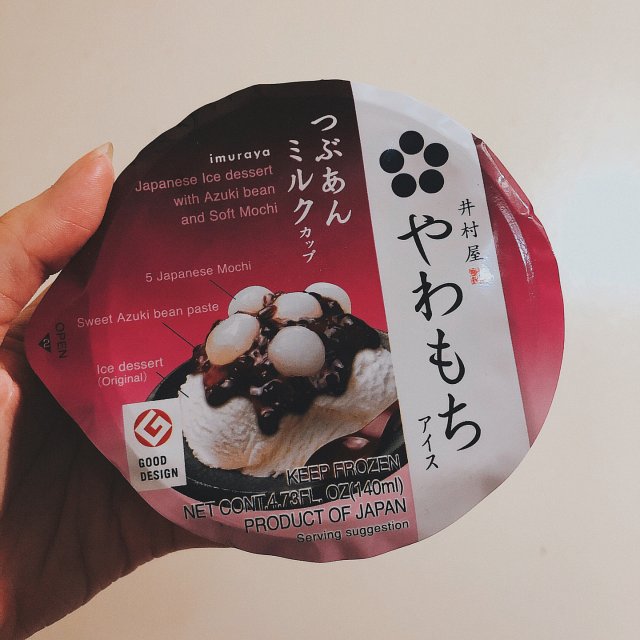 imuraya
Japanese Ice dessert
with Azuki bean
and Soft Mochi
つぶあん
ミルクカップ
5 Japanese Mochi
Sweet Azuki bean paste
Ice dessert
(Original)
OPEN
2
GOOD
DESIGN
井村屋
やわもち
アイス
KEEP FROZEN
NET CONT.4.73FL. OZ(140ml)
PRODUCT OF JAPAN
Serving suggestion